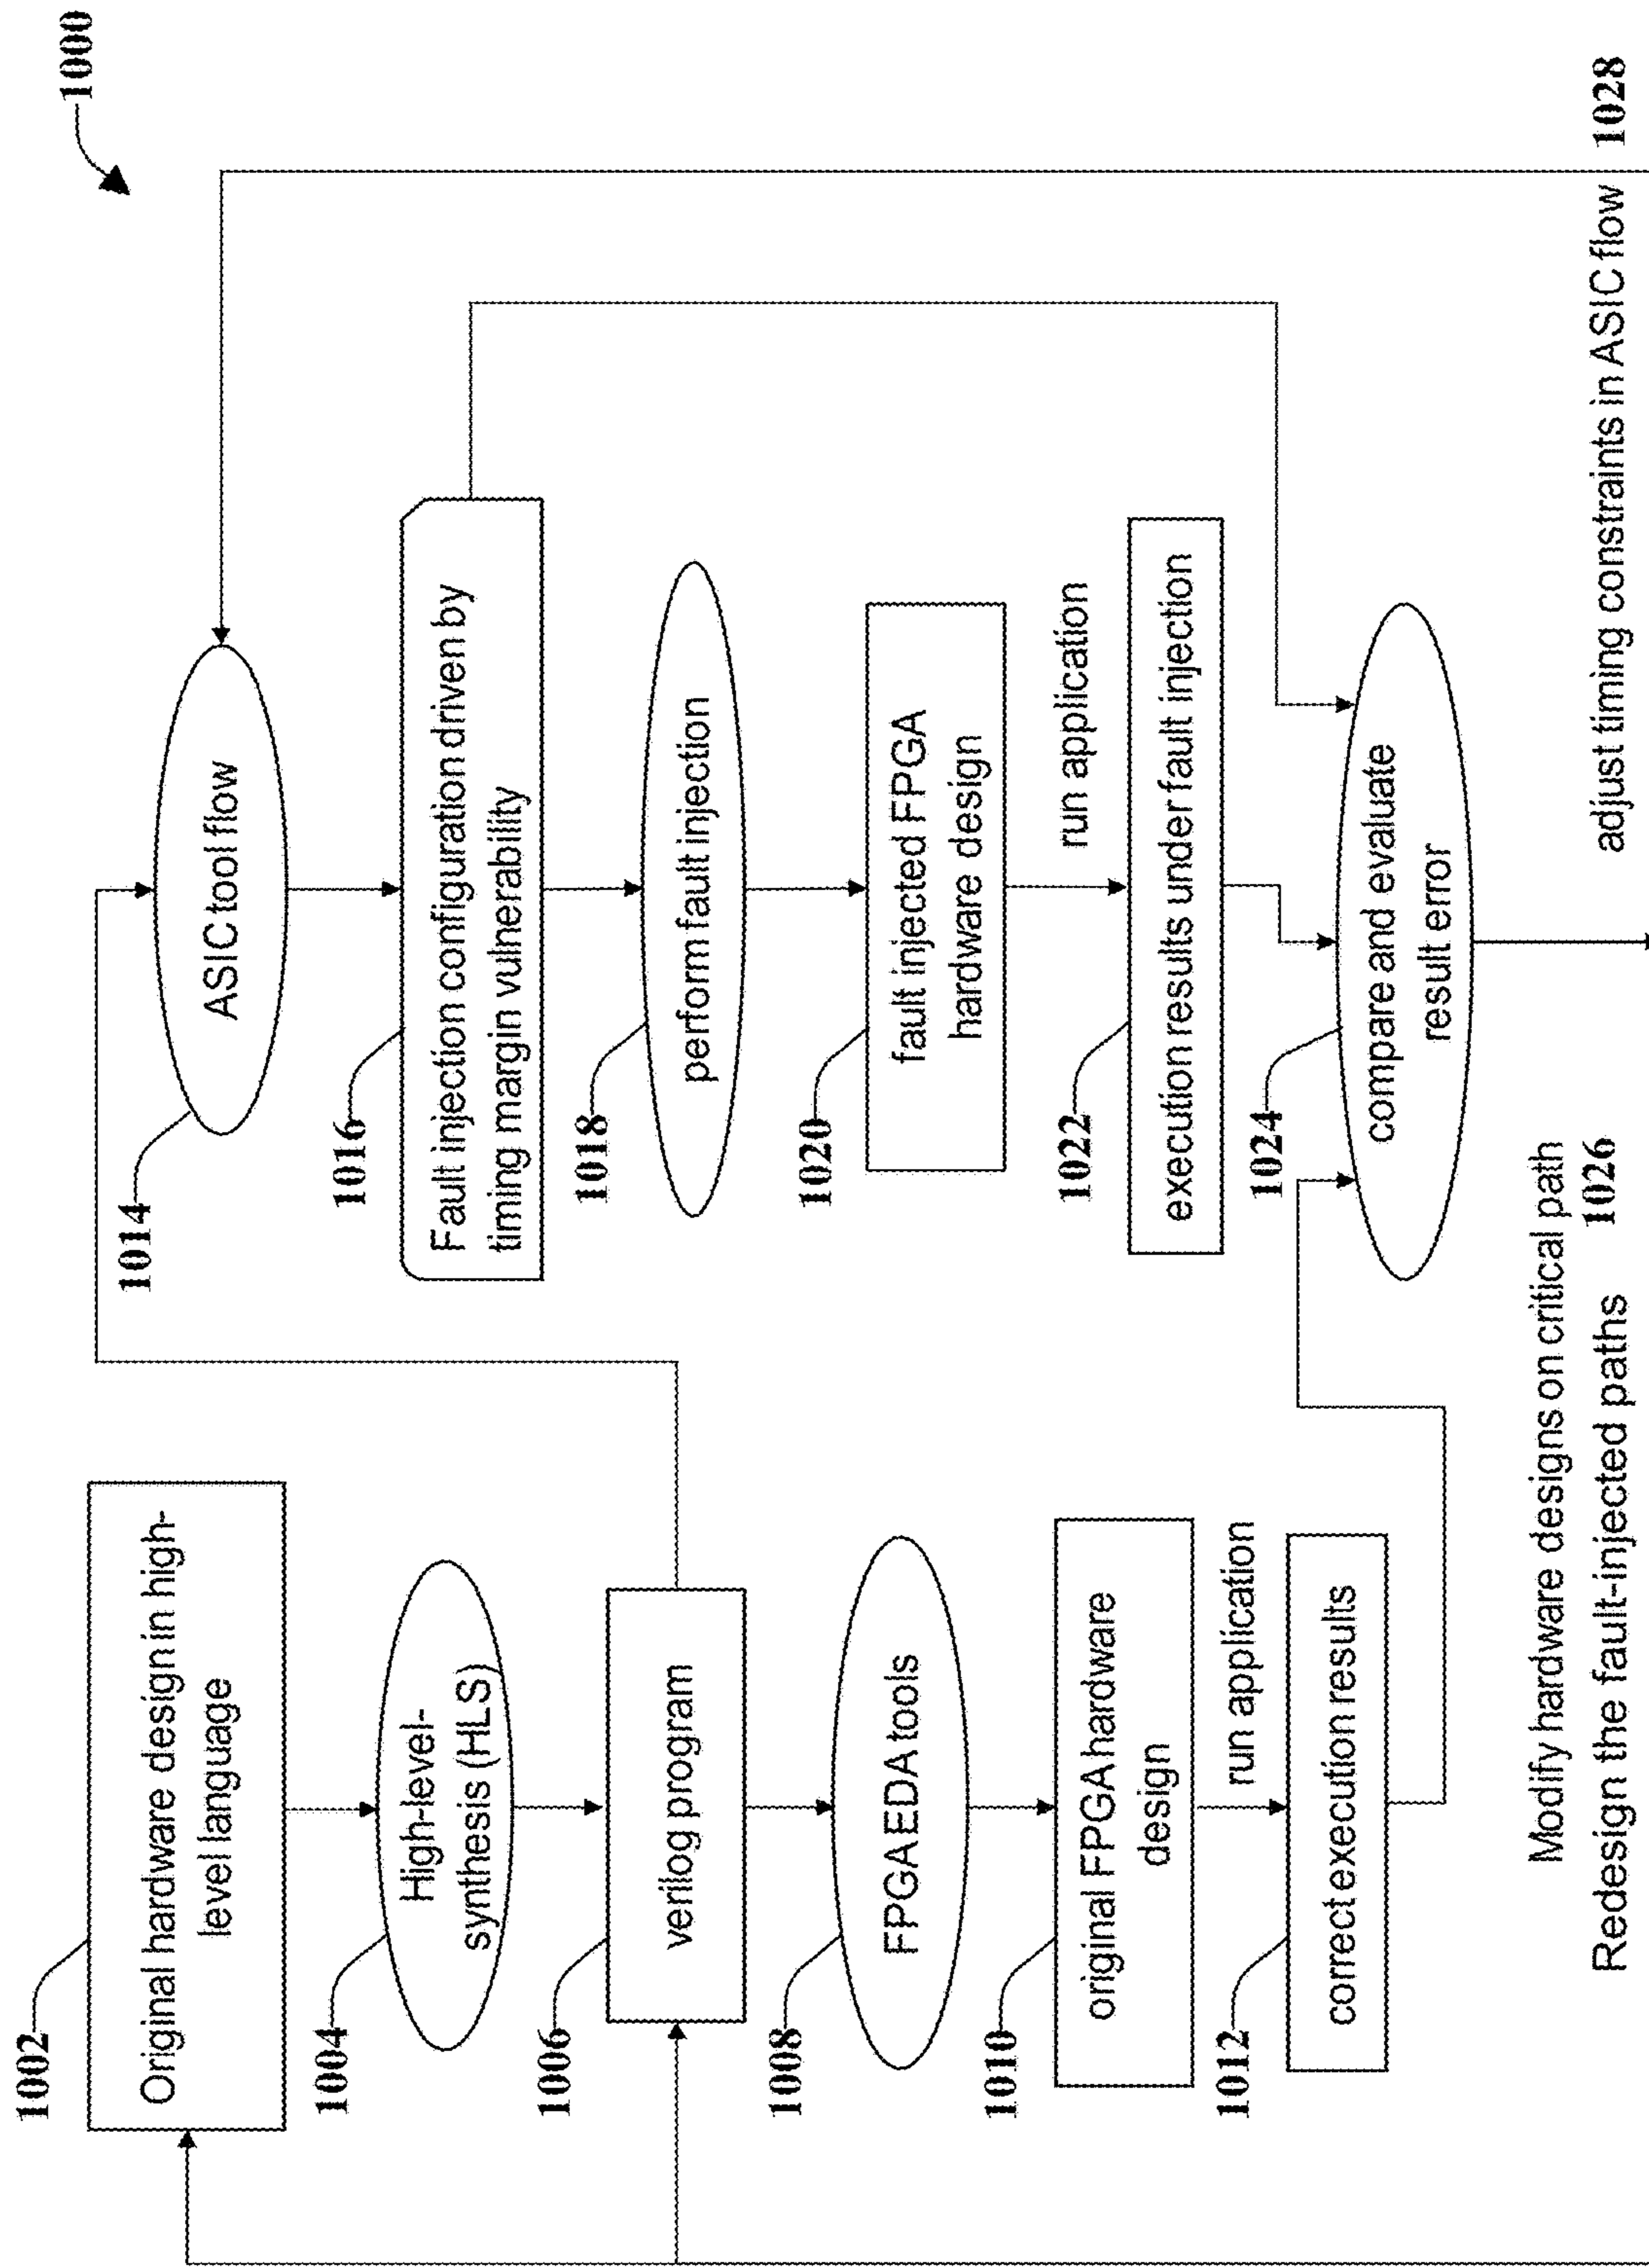 1000
1002
Original hardware design in high-
level language
1004
High-level-
synthesis (HLS)
1006
verilog program
1008
FPGA EDA tools
1010
original FPGA hardware
design
run application
1012
correct execution results
1014
ASIC tool flow
1016
Fault injection configuration driven by
timing margin vulnerability
1018
perform fault injection
1020
fault injected FPGA
hardware design
run application
1022
execution results under fault injection
1024
compare and evaluate
result error
Modify hardware designs on critical path
Redesign the fault-injected paths 1026
adjust timing constraints in ASIC flow 1028